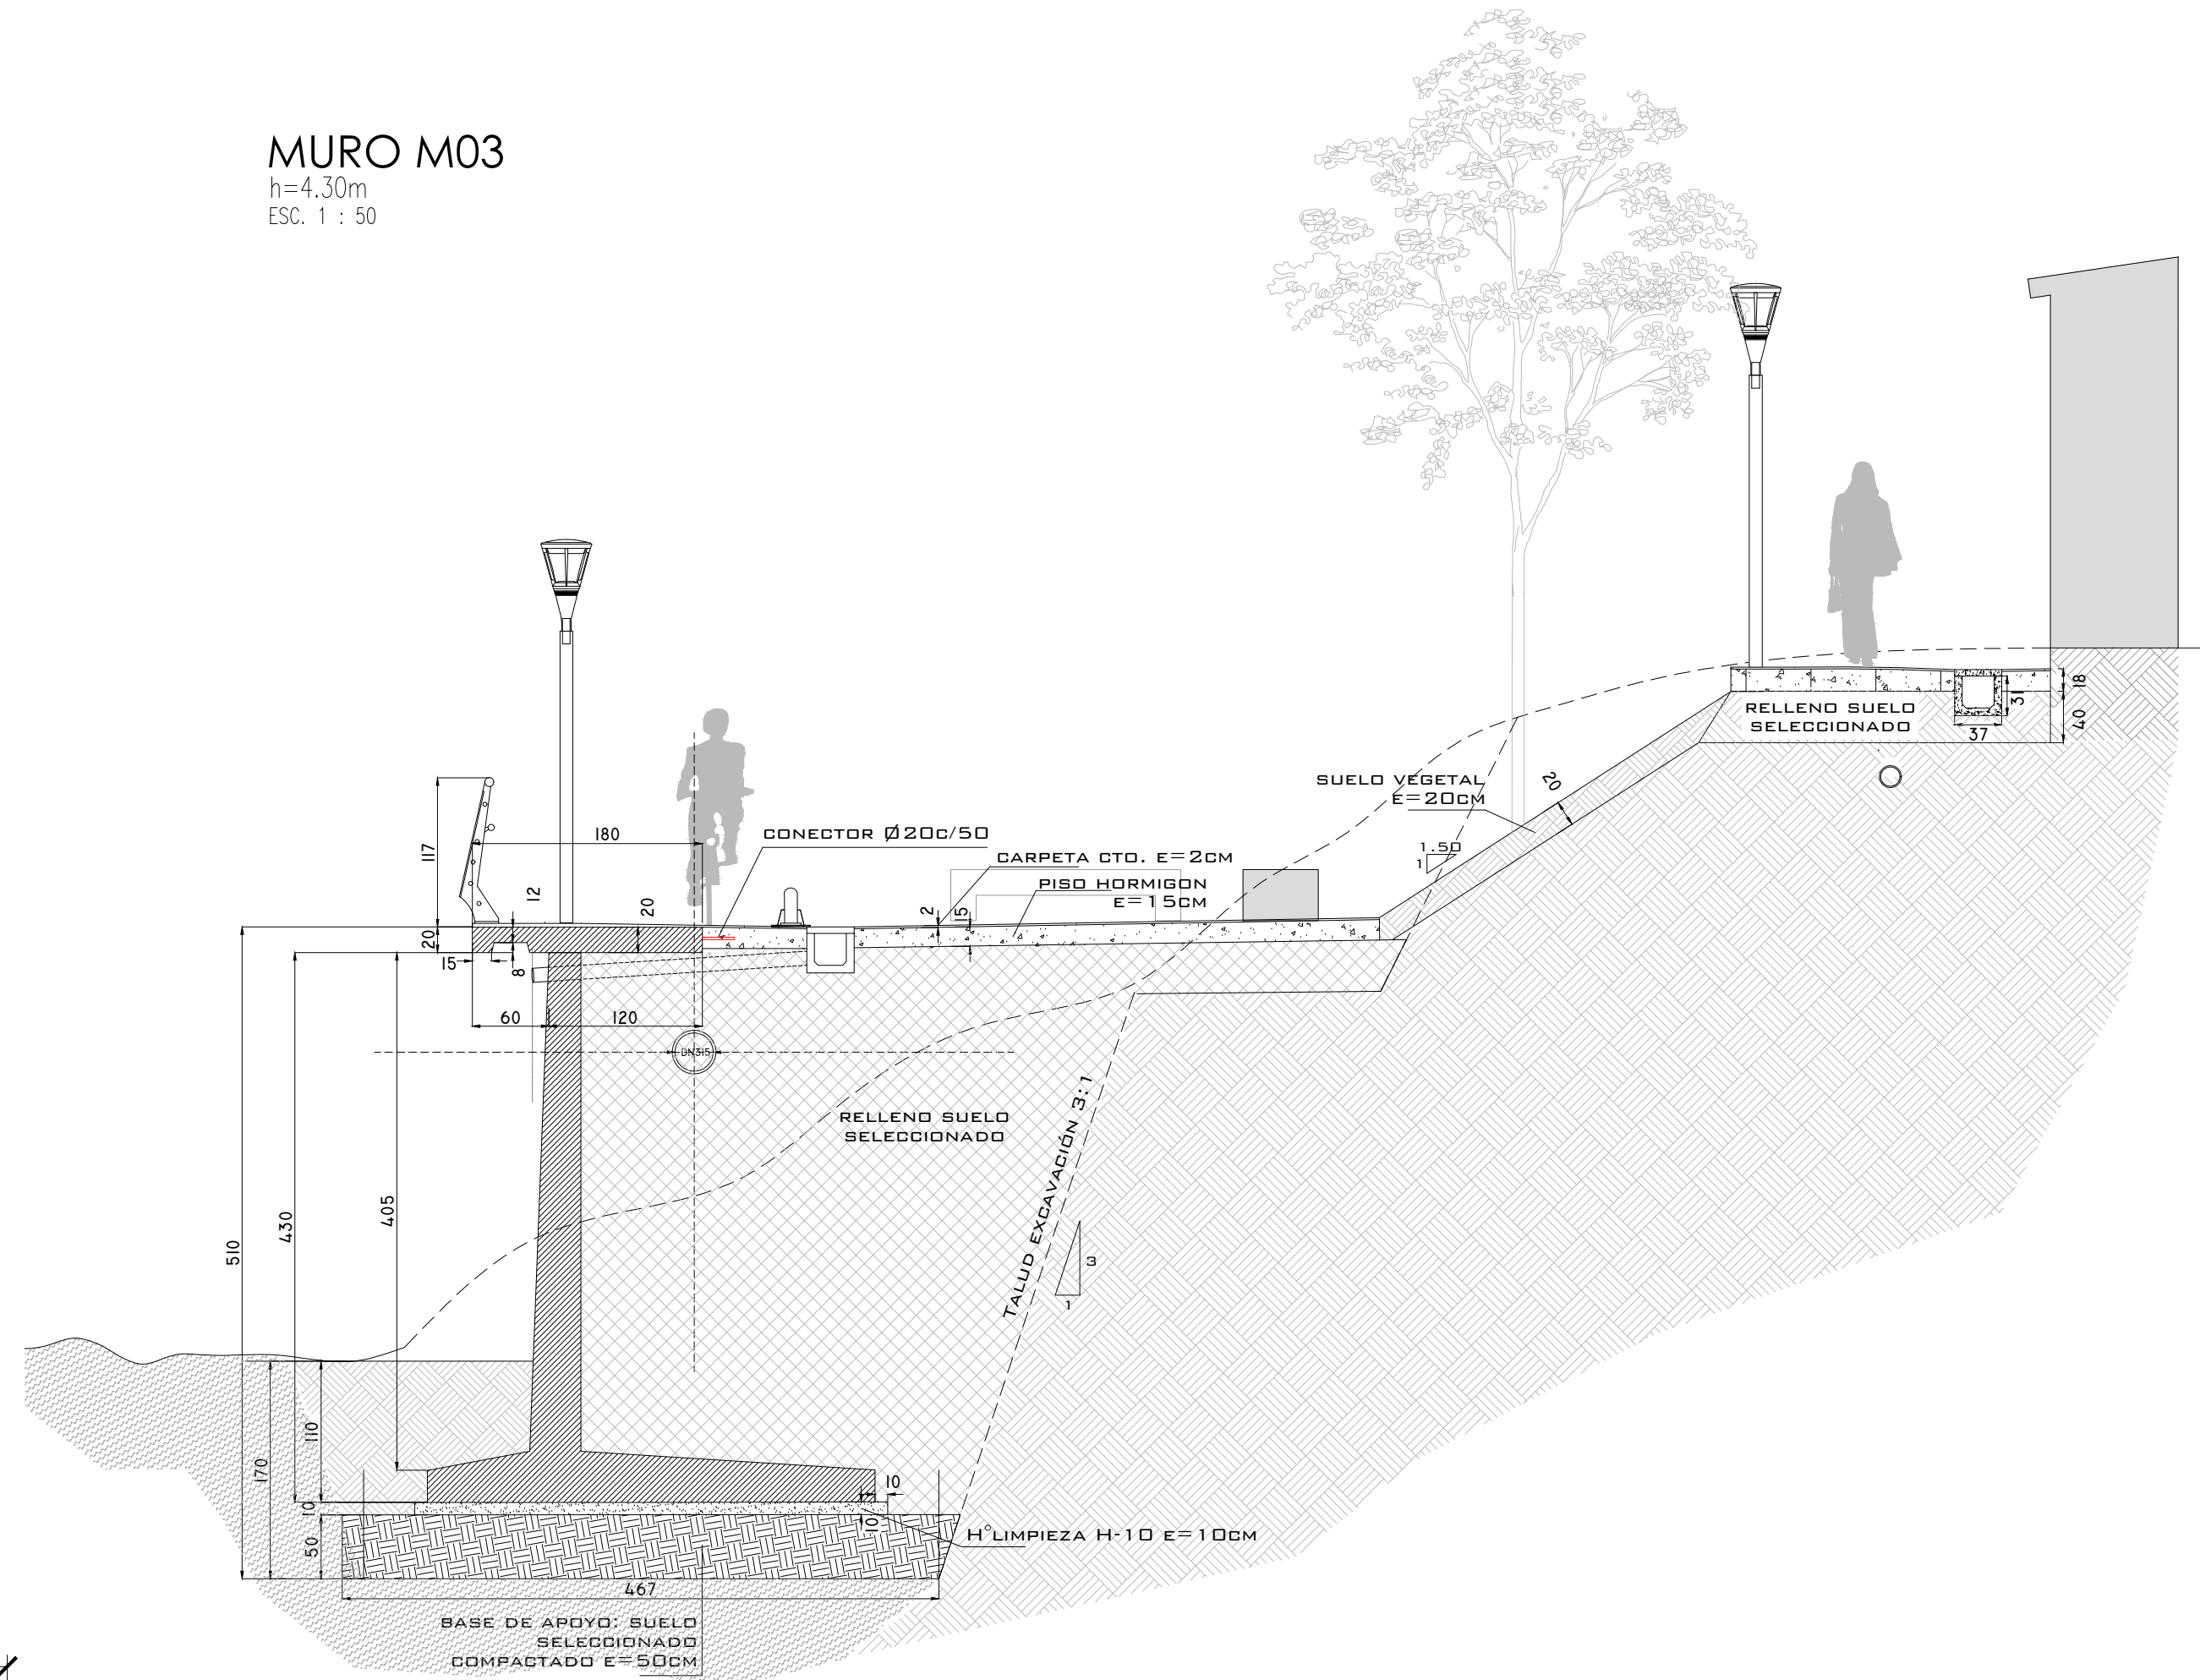 MURO M03
h=4.30m
ESC. 1 : 50
18
31
RELLENO SUELO
SELECCIONADO
40
37
SUELO VEGETAL
E=20CM
20
117
180
CONECTOR Ø20C/50
1.50
1
CARPETA CTO. E=2CM
PISO HORMIGON
E=15CM
12
20
2
15
20
15
8
60
120
DN315
RELLENO SUELO
SELECCIONADO
TALUD EXCAVACIÓN 3:1
3
1
510
430
405
110
170
10
50
10
10
H°LIMPIEZA H-10 E=10CM
467
BASE DE APOYO: SUELO
SELECCIONADO
COMPACTADO E=50CM